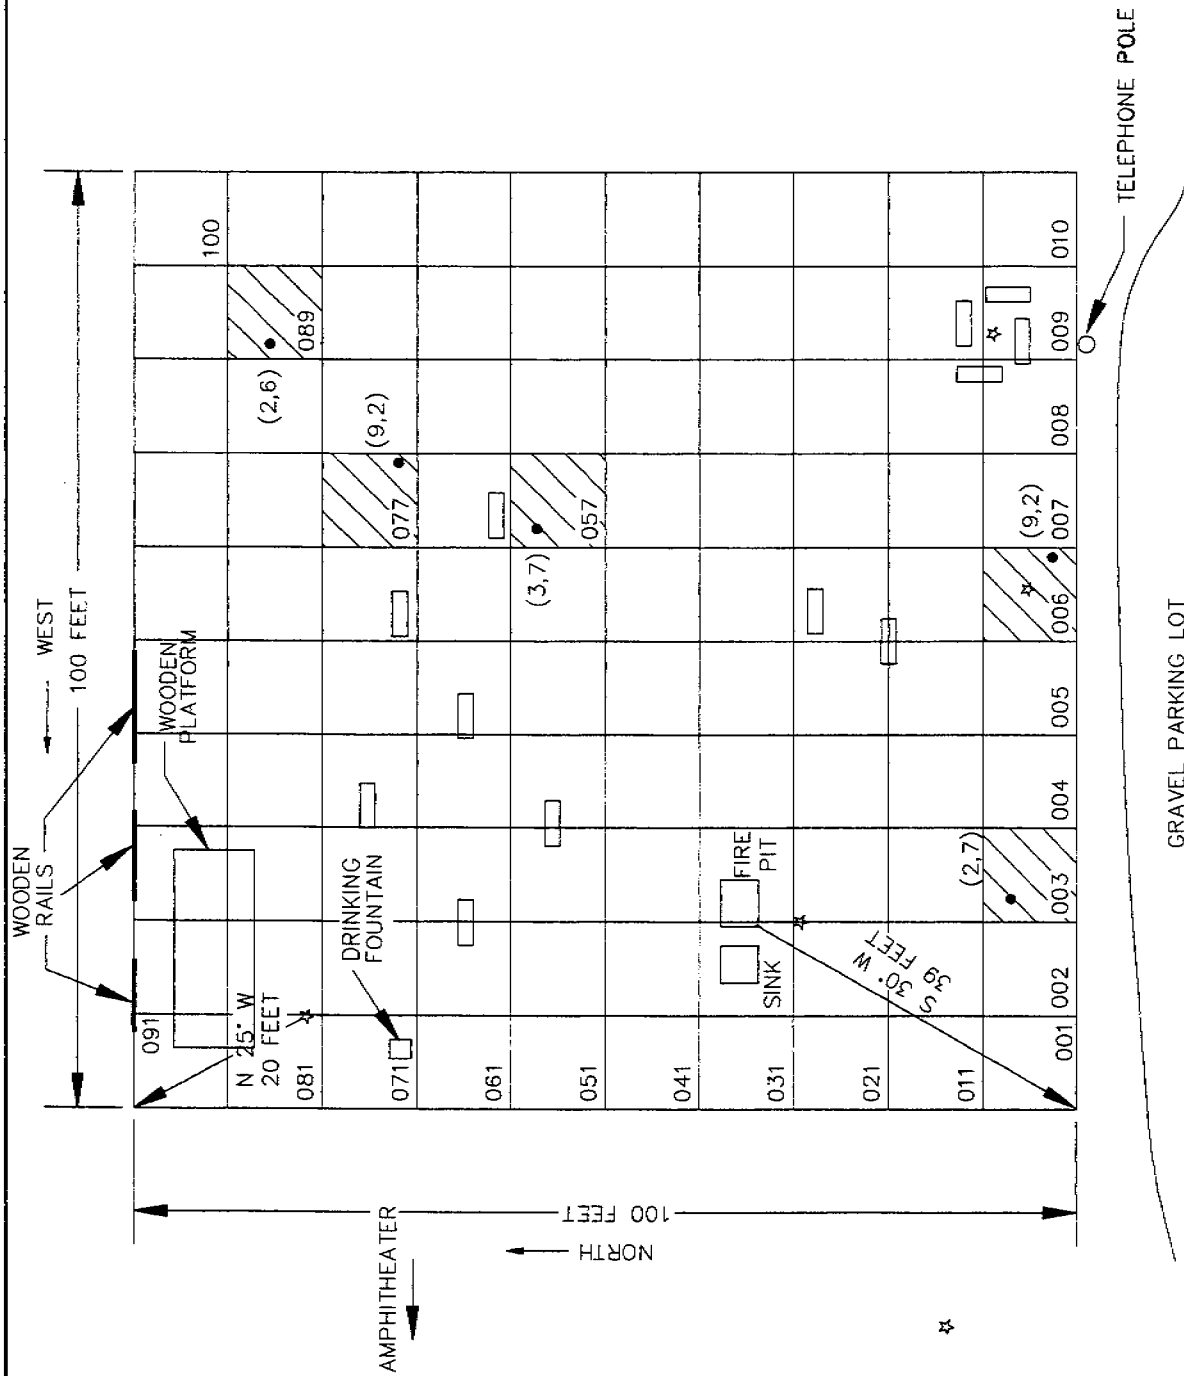 WEST
100 FEET
WOODEN
RAILS
WOODEN
PLATFORM
091
N 25° W
20 FEET
100
089
(2,6)
081
DRINKING
FOUNTAIN
071
077
(9,2)
061
057
(3,7)
051
041
031
021
011
FIRE
PIT
SINK
S 30° W
39 FEET
(2,7)
(9,2)
001
002
003
004
005
006
007
008
009
010
100 FEET
NORTH
AMPHITHEATER
TELEPHONE POLE
GRAVEL PARKING LOT